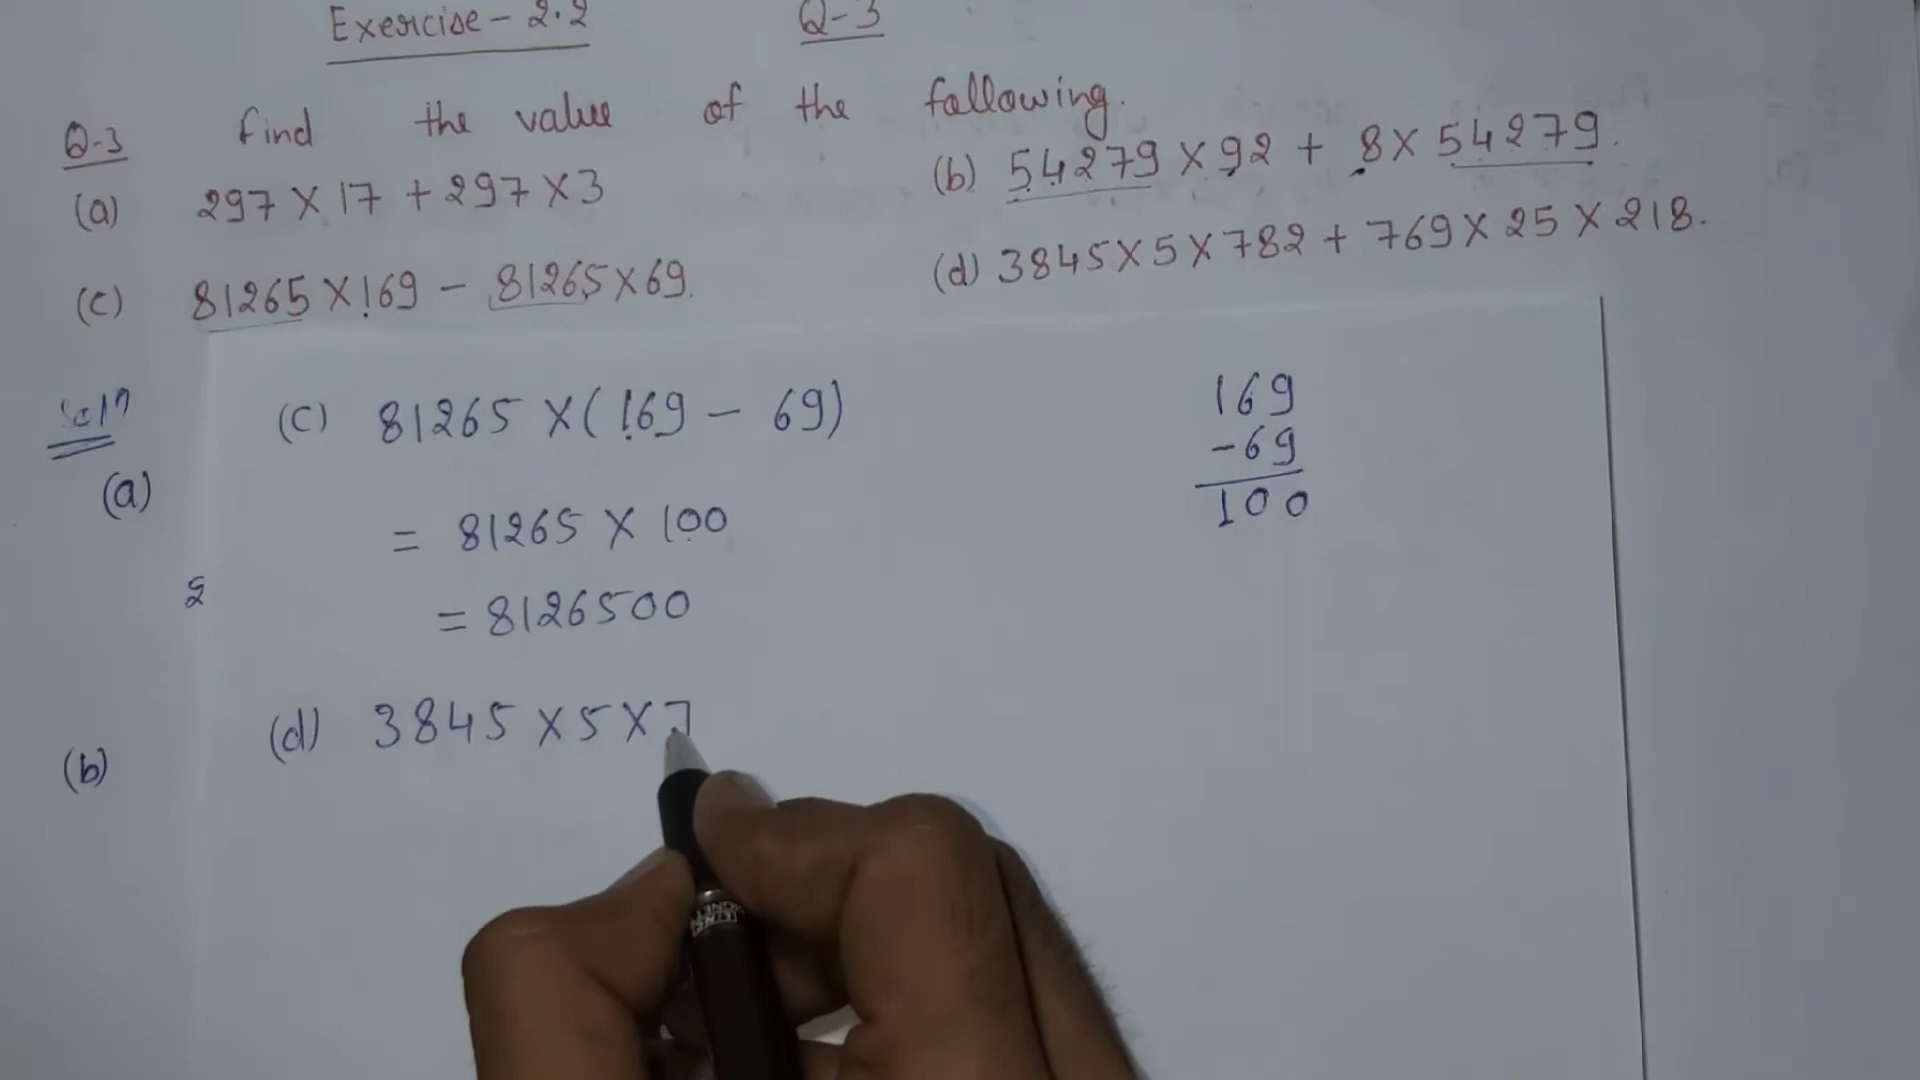 Exercise - 2.2 Q-3
Q-3 find the value of the following.
(a) 297 × 17 + 297 × 3
(b) 54279 × 92 + 8 × 54279.
(c) 81265 × 169 - 81265 × 69.
(d) 3845 × 5 × 782 + 769 × 25 × 218.
Soln
(a)
(b)
(c) 81265 × (169 - 69)
= 81265 × 100
= 8126500
169
-69
100
(d) 3845 × 5 × 7